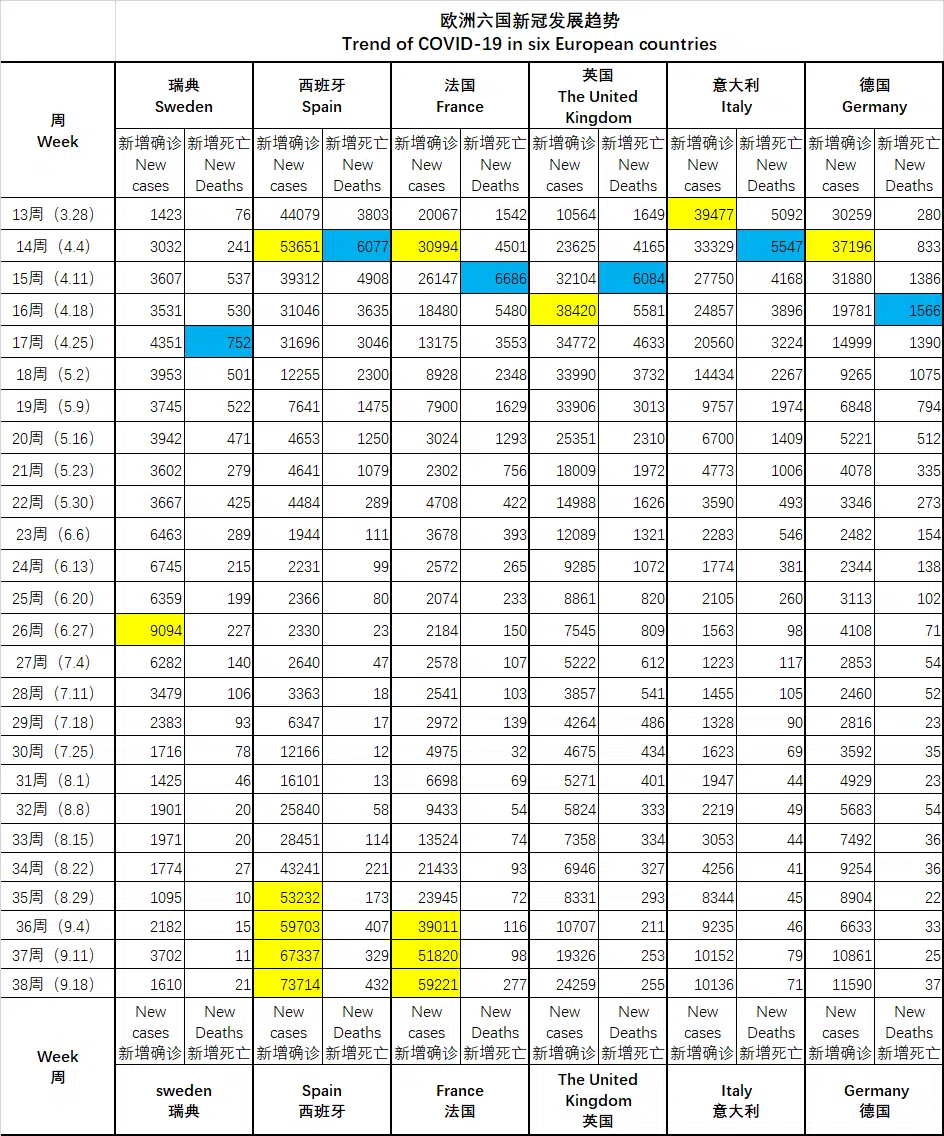 欧洲六国新冠发展趋势
Trend of COVID-19 in six European countries
周
Week
瑞典
Sweden
西班牙
Spain
法国
France
英国
The United
Kingdom
意大利
Italy
德国
Germany
新增确诊 新增死亡 新增确诊 新增死亡 新增确诊 新增死亡 新增确诊 新增死亡 新增确诊 新增死亡 新增确诊 新增死亡
New New New New New New New New New New New New
cases Deaths cases Deaths cases Deaths cases Deaths cases Deaths cases Deaths
13周（3.28） 1423 76 44079 3803 20067 1542 10564 1649 39477 5092 30259 280
14周（4.4） 3032 241 53651 6077 30994 4501 23625 4165 33329 5547 37196 833
15周（4.11） 3607 537 39312 4908 26147 6686 32104 6084 27750 4168 31880 1386
16周（4.18） 3531 530 31046 3635 18480 5480 38420 5581 24857 3896 19781 1566
17周（4.25） 4351 752 31696 3046 13175 3553 34772 4633 20560 3224 14999 1390
18周（5.2） 3953 501 12255 2300 8928 2348 33990 3732 14434 2267 9265 1075
19周（5.9） 3745 522 7641 1475 7900 1629 33906 3013 9757 1974 6848 794
20周（5.16） 3942 471 4653 1250 3024 1293 25351 2310 6700 1409 5221 512
21周（5.23） 3602 279 4641 1079 2302 756 18009 1972 4773 1006 4078 335
22周（5.30） 3667 425 4484 289 4708 422 14988 1626 3590 493 3346 273
23周（6.6） 6463 289 1944 111 3678 393 12089 1321 2283 546 2482 154
24周（6.13） 6745 215 2231 99 2572 265 9285 1072 1774 381 2344 138
25周（6.20） 6359 199 2366 80 2074 233 8861 820 2105 260 3113 102
26周（6.27） 9094 227 2330 23 2184 150 7545 809 1563 98 4108 71
27周（7.4） 6282 140 2640 47 2578 107 5222 612 1223 117 2853 54
28周（7.11） 3479 106 3363 18 2541 103 3857 541 1455 105 2460 52
29周（7.18） 2383 93 6347 17 2972 139 4264 486 1328 90 2816 23
30周（7.25） 1716 78 12166 12 4975 32 4675 434 1623 69 3592 35
31周（8.1） 1425 46 16101 13 6698 69 5271 401 1947 44 4929 23
32周（8.8） 1901 20 25840 58 9433 54 5824 333 2219 49 5683 54
33周（8.15） 1971 20 28451 114 13524 74 7358 334 3053 44 7492 36
34周（8.22） 1774 27 43241 221 21433 93 6946 327 4256 41 9254 36
35周（8.29） 1095 10 53232 173 23945 72 8331 293 8344 45 8904 22
36周（9.4） 2182 15 59703 407 39011 116 10707 211 9235 46 6633 33
37周（9.11） 3702 11 67337 329 51820 98 19326 253 10152 79 10861 25
38周（9.18） 1610 21 73714 432 59221 277 24259 255 10136 71 11590 37
Week
周
New New New New New New New New New New New New
cases Deaths cases Deaths cases Deaths cases Deaths cases Deaths cases Deaths
新增确诊 新增死亡 新增确诊 新增死亡 新增确诊 新增死亡 新增确诊 新增死亡 新增确诊 新增死亡 新增确诊 新增死亡
sweden
瑞典
Spain
西班牙
France
法国
The United
Kingdom
英国
Italy
意大利
Germany
德国